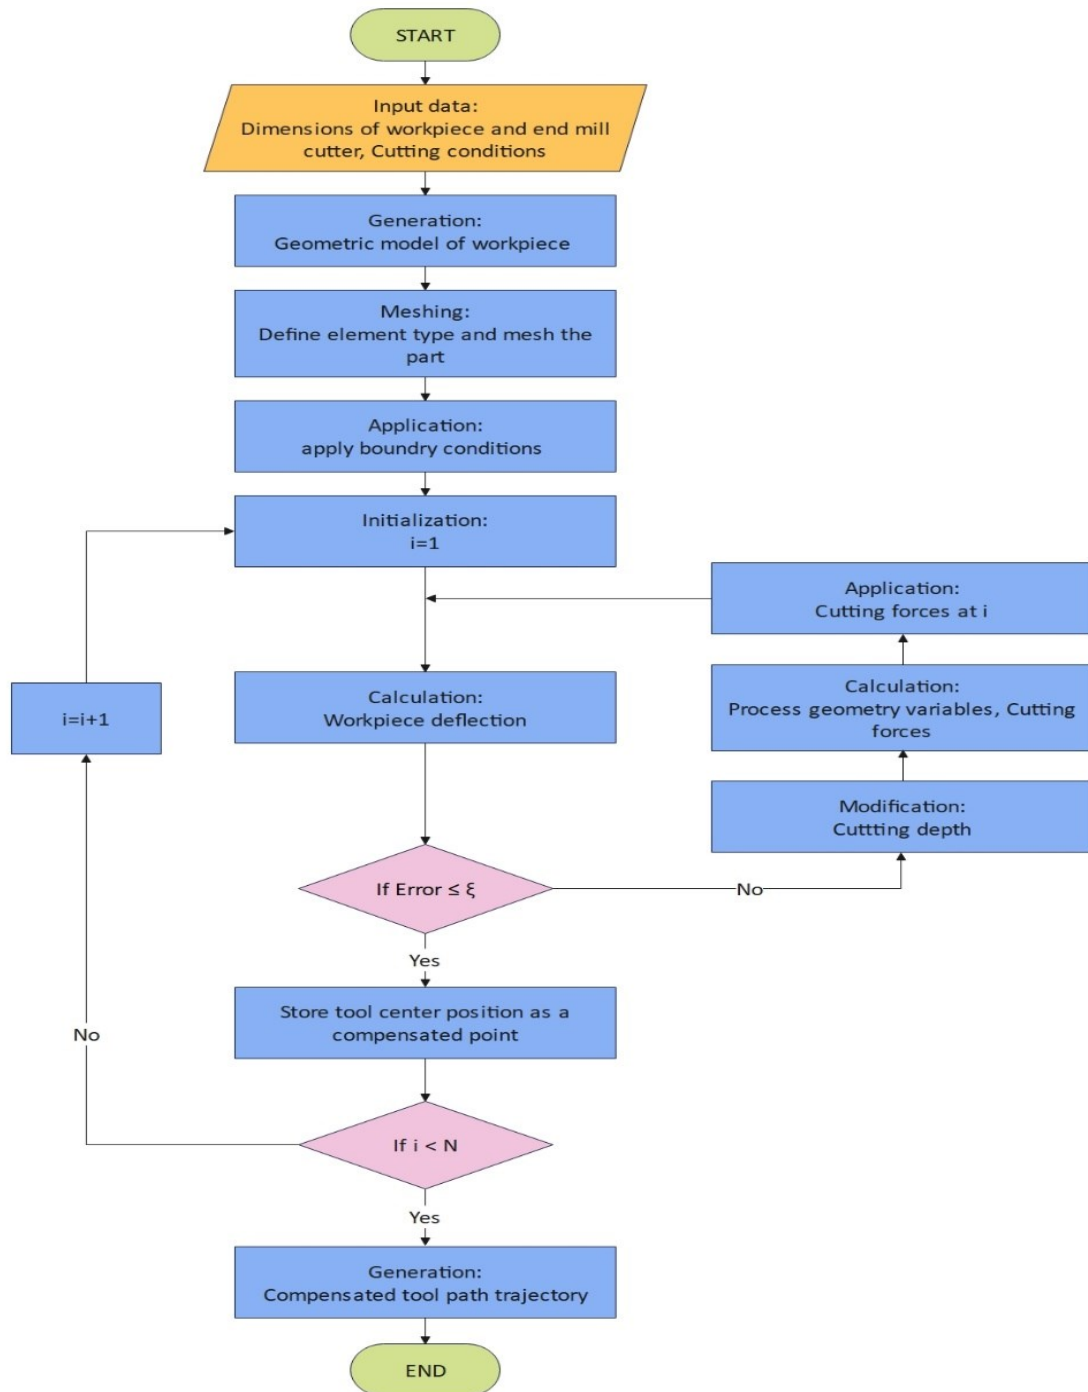 START
Input data:
Dimensions of workpiece and end mill
cutter, Cutting conditions
Generation:
Geometric model of workpiece
Meshing:
Define element type and mesh the
part
Application:
apply boundry conditions
Initialization:
i=1
Application:
Cutting forces at i
Calculation:
Process geometry variables, Cutting
forces
Modification:
Cuttting depth
i=i+1
Calculation:
Workpiece deflection
If Error ≤ ξ
No
Yes
Store tool center position as a
compensated point
No
If i < N
Yes
Generation:
Compensated tool path trajectory
END